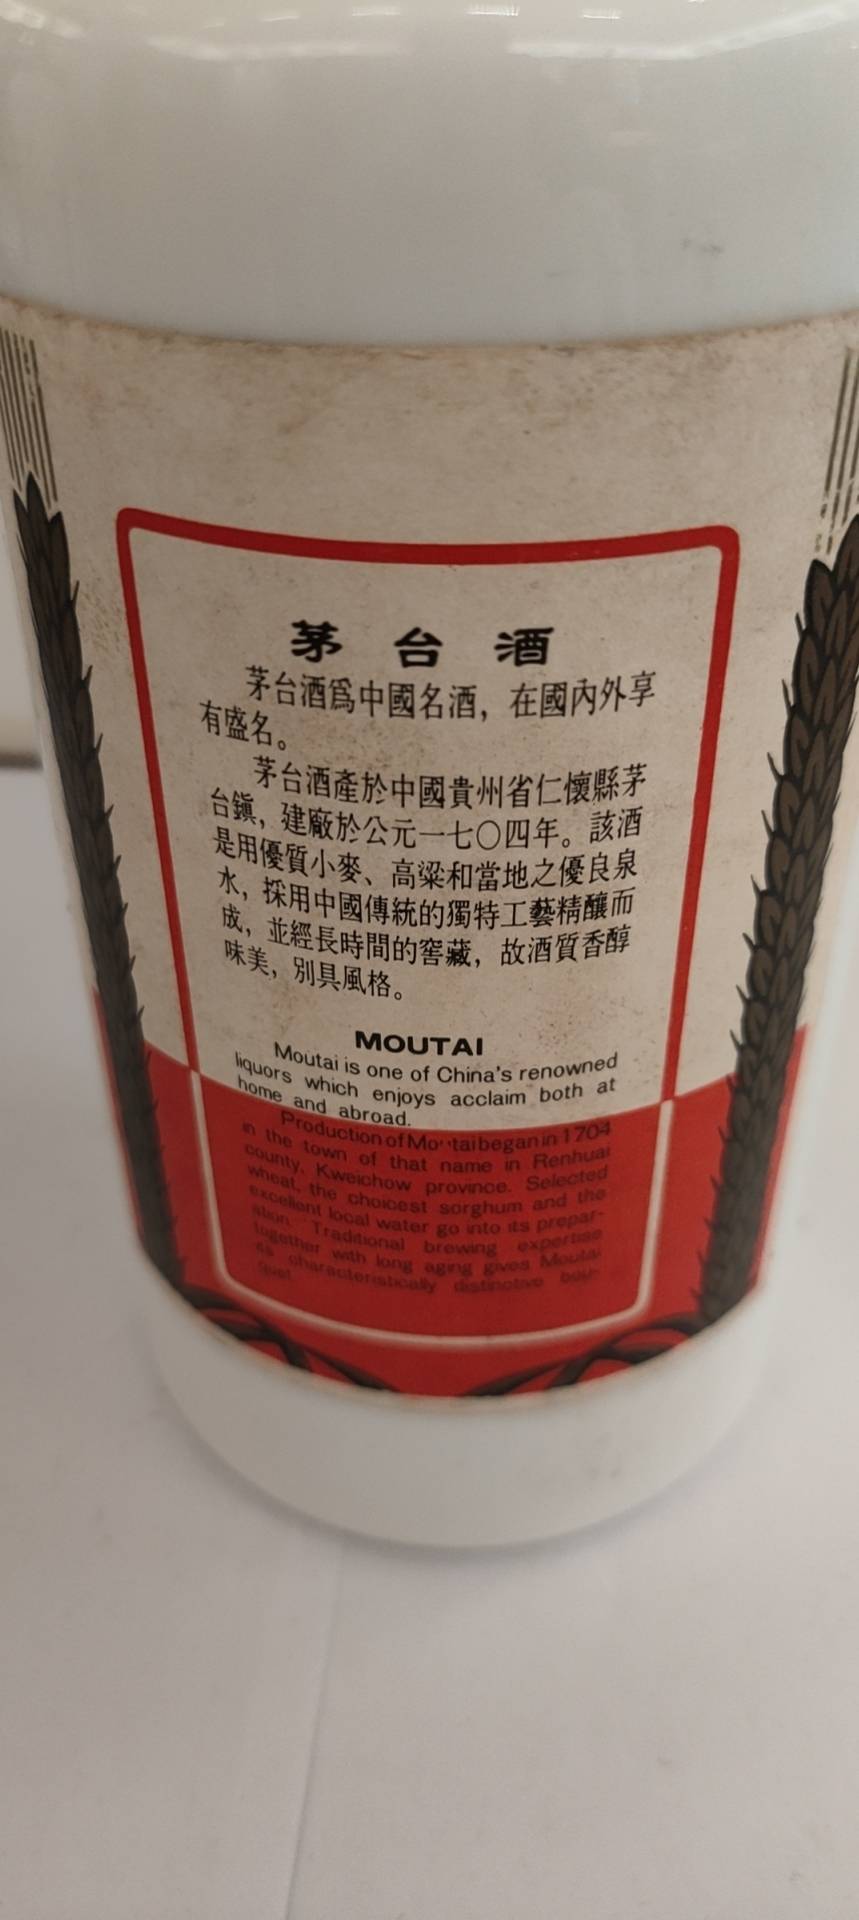 茅台酒
茅台酒爲中國名酒，在國內外享
有盛名。
茅台酒產於中國貴州省仁懷縣茅
台鎭，建廠於公元一七〇四年。該酒
是用優質小麥、高粱和當地之優良泉
水，採用中國傳統的獨特工藝精釀而
成，並經長時間的窖藏，故酒質香醇
味美，別具風格。
MOUTAI
Moutai is one of China's renowned
liquors which enjoys acclaim both at
home and abroad.
Production of Moutai began in 1704
in the town of that name in Renhuai
county, Kweichow province. Selected
wheat, the choicest sorghum and the
excellent local water go into its prepar-
ation. Traditional brewing expertise
together with long aging gives Moutai
its characteristically distinctive bou-
quet.